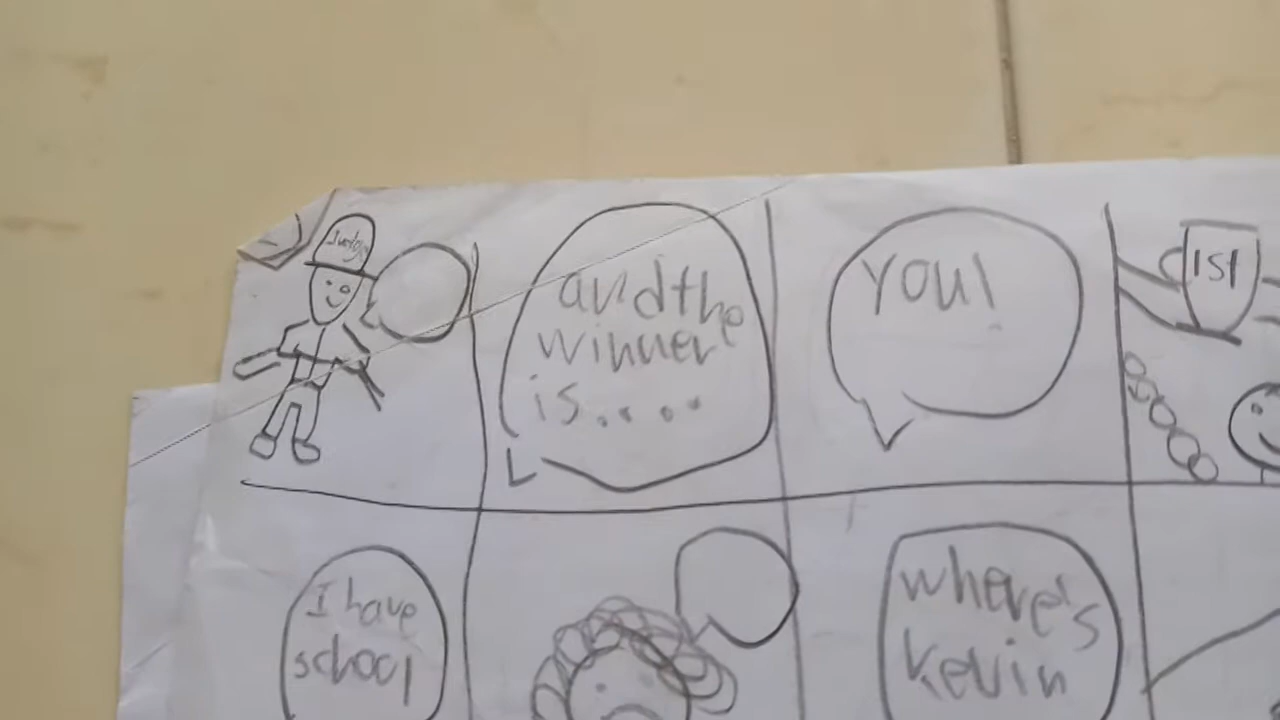 Judge
and the
winner
is....
YOU!
1st
I have
school
where's
kevin